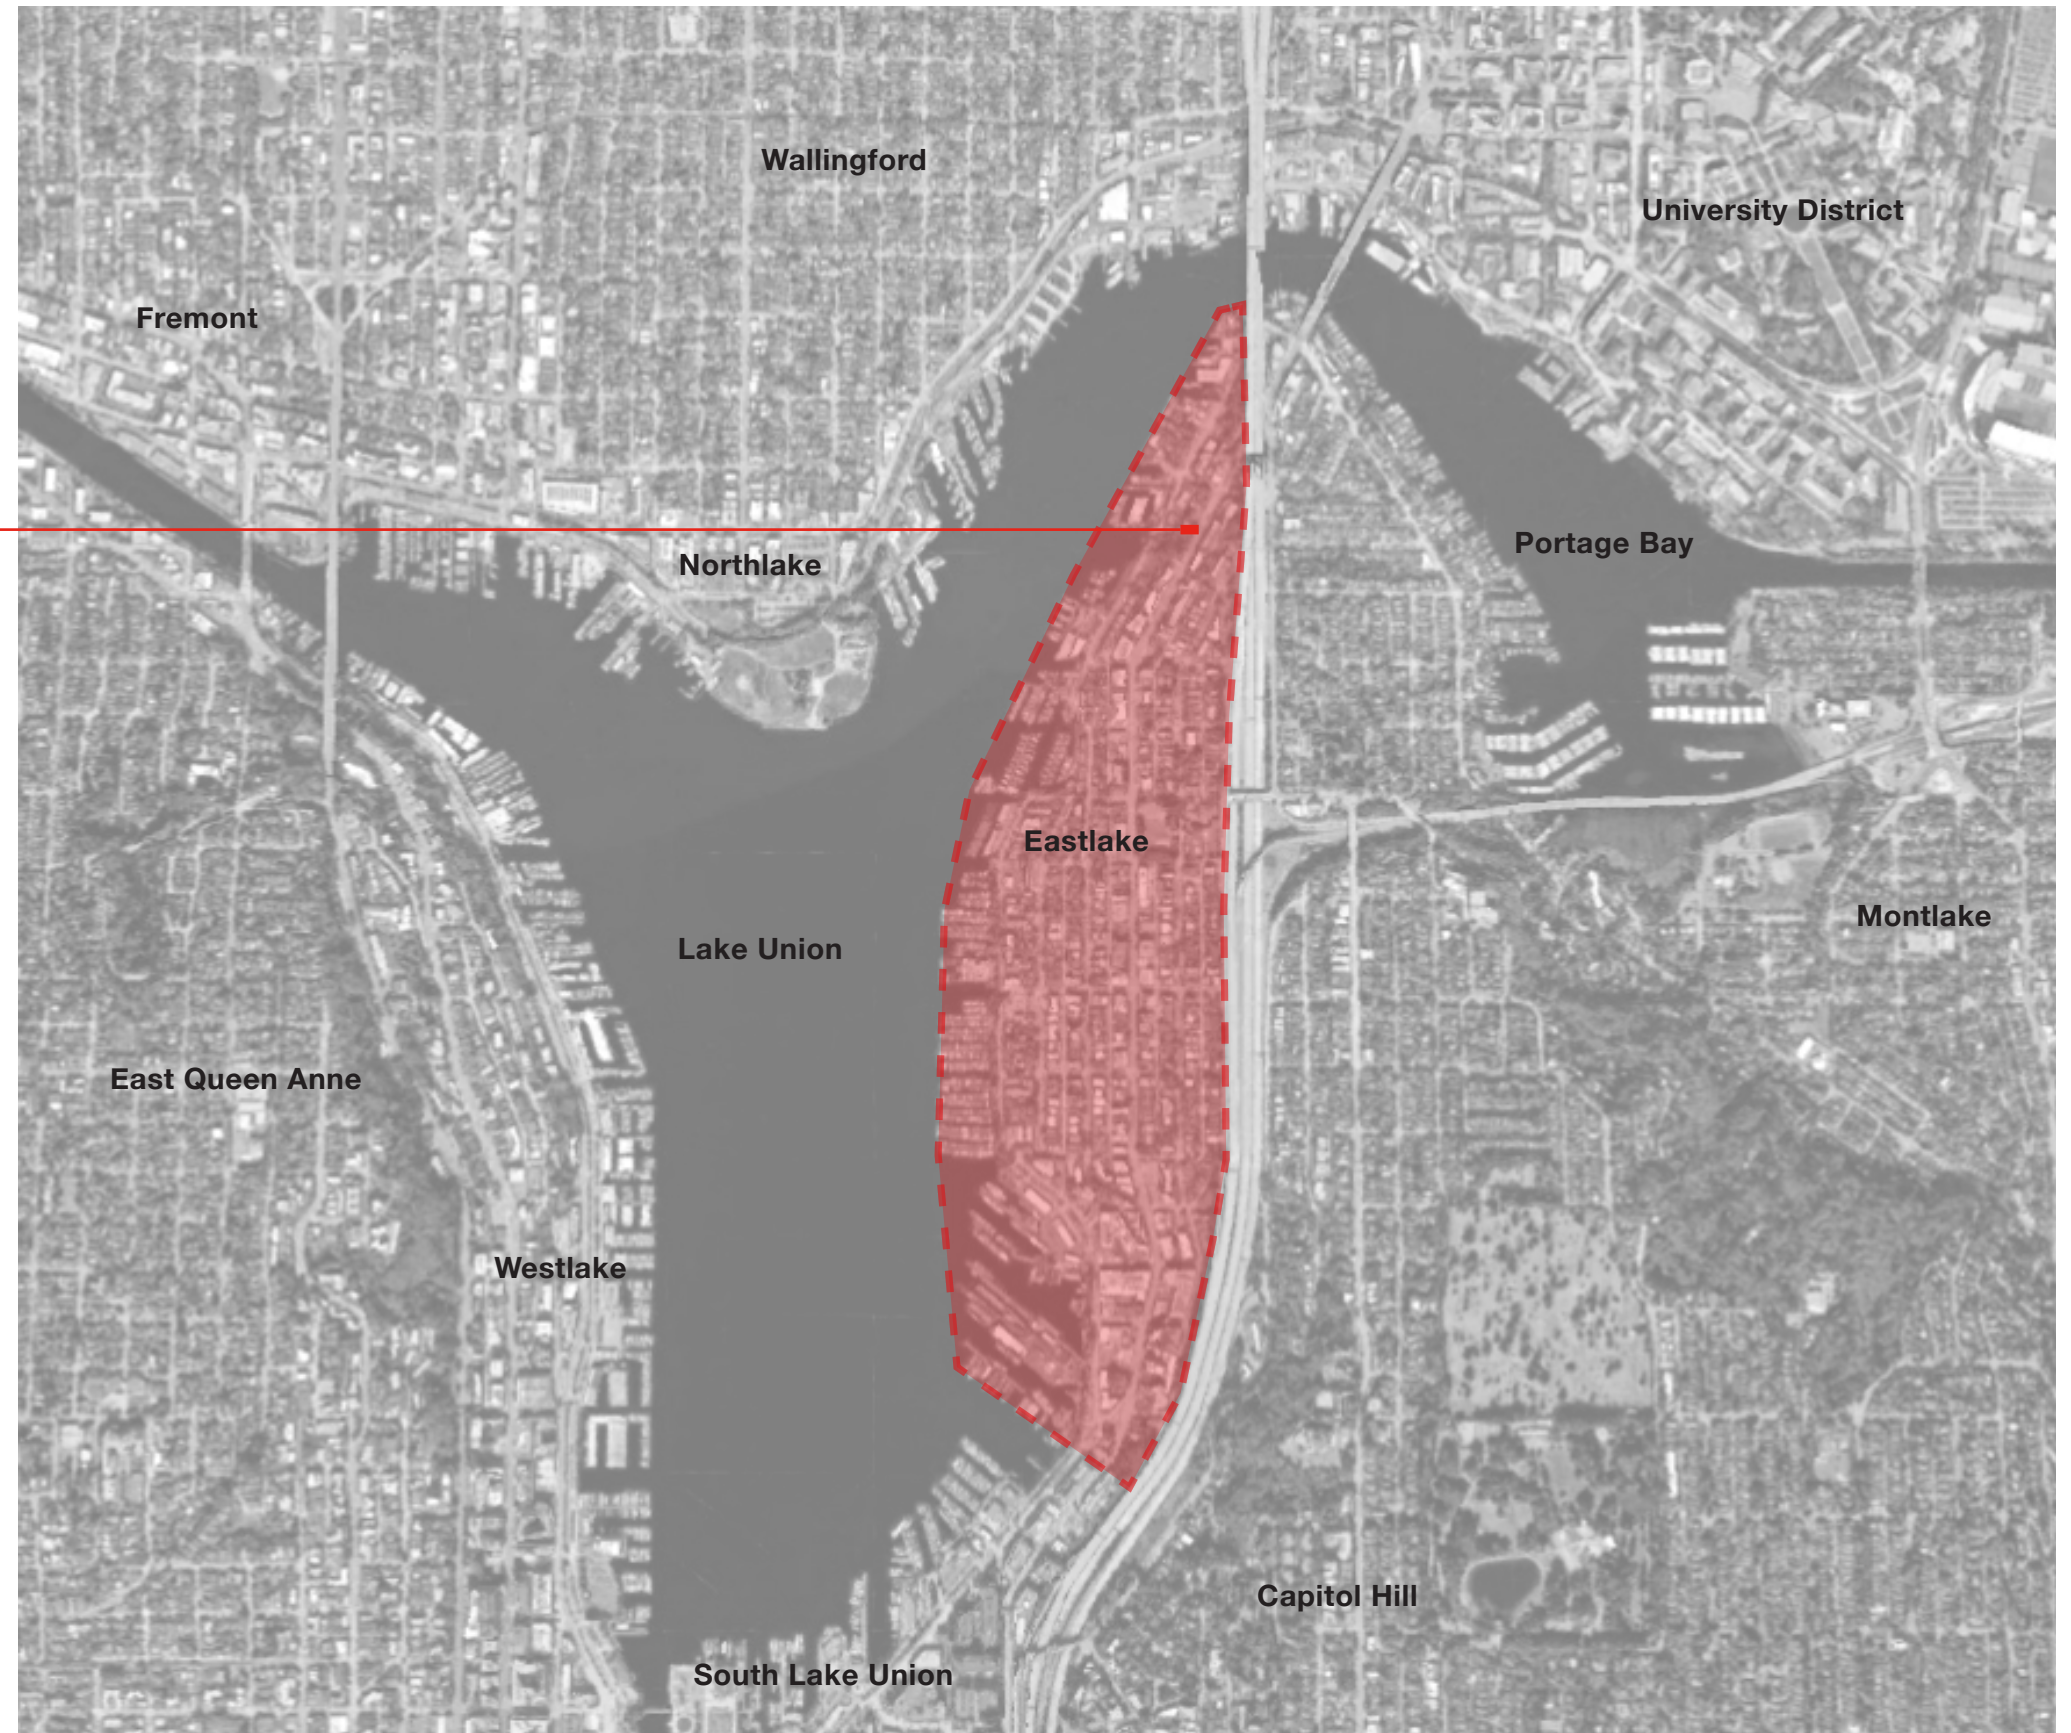 Wallingford
University District
Fremont
Portage Bay
Northlake
Eastlake
Montlake
Lake Union
East Queen Anne
Westlake
Capitol Hill
South Lake Union